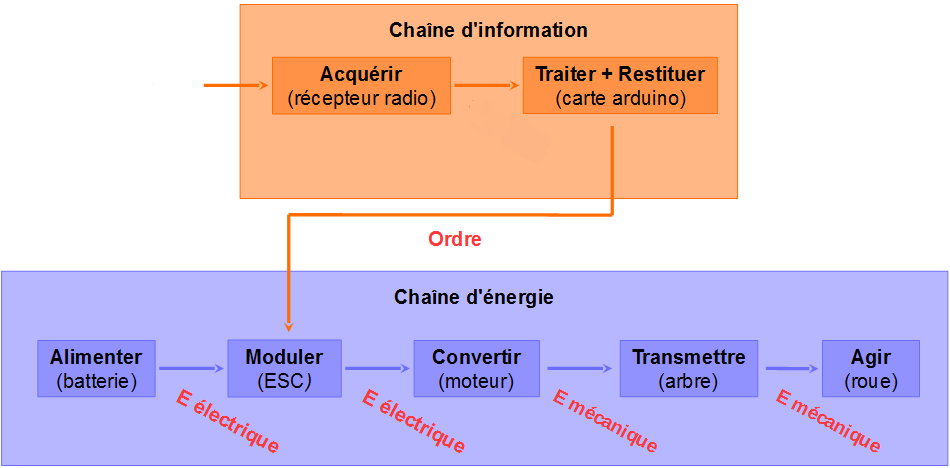 Chaîne d'information
Acquérir
(récepteur radio)
Traiter + Restituer
(carte arduino)
Ordre
Chaîne d'énergie
Alimenter
(batterie)
Moduler
(ESC)
Convertir
(moteur)
Transmettre
(arbre)
Agir
(roue)
E électrique
E électrique
E mécanique
E mécanique